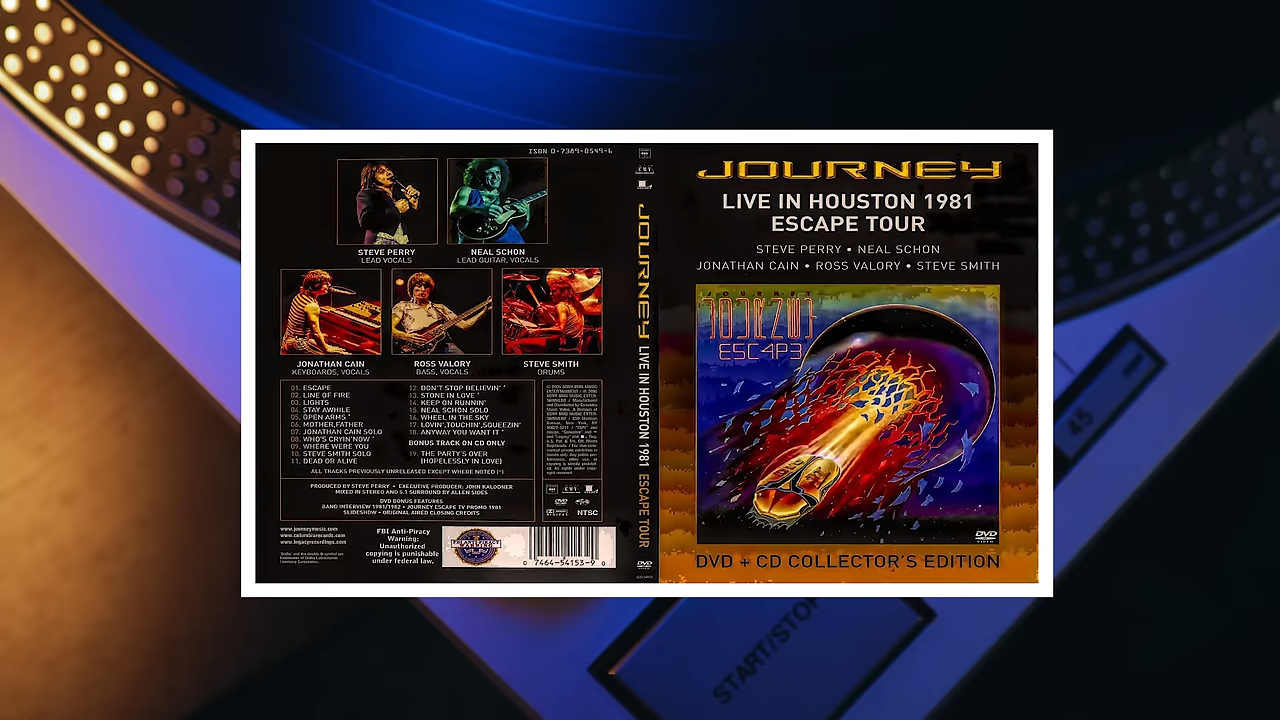 ISBN 0-7389-0549-6
STEVE PERRY
LEAD VOCALS
NEAL SCHON
LEAD GUITAR, VOCALS
JONATHAN CAIN
KEYBOARDS, VOCALS
ROSS VALORY
BASS, VOCALS
STEVE SMITH
DRUMS
01. ESCAPE
02. LINE OF FIRE
03. LIGHTS
04. STAY AWHILE
05. OPEN ARMS *
06. MOTHER,FATHER
07. JONATHAN CAIN SOLO
08. WHO'S CRYIN'NOW *
09. WHERE WERE YOU
10. STEVE SMITH SOLO
11. DEAD OR ALIVE
12. DON'T STOP BELIEVIN' *
13. STONE IN LOVE *
14. KEEP ON RUNNIN'
15. NEAL SCHON SOLO
16. WHEEL IN THE SKY
17. LOVIN',TOUCHIN',SQUEEZIN'
18. ANYWAY YOU WANT IT *
BONUS TRACK ON CD ONLY
19. THE PARTY'S OVER
(HOPELESSLY IN LOVE)
ALL TRACKS PREVIOUSLY UNRELEASED EXCEPT WHERE NOTED (*)
PRODUCED BY STEVE PERRY • EXECUTIVE PRODUCER: JOHN KALODNER
MIXED IN STEREO AND 5.1 SURROUND BY ALLEN SIDES
DVD BONUS FEATURES
BAND INTERVIEW 1981/1982 • JOURNEY ESCAPE TV PROMO 1981
SLIDESHOW • ORIGINAL AIRED CLOSING CREDITS
NTSC
www.journeymusic.com
www.columbiarecords.com
www.legacyrecordings.com
FBI Anti-Piracy
Warning:
Unauthorized
copying is punishable
under federal law.
0 7464-54153-9 0
JOURNEY LIVE IN HOUSTON 1981 ESCAPE TOUR
DVD
JOURNEY
LIVE IN HOUSTON 1981
ESCAPE TOUR
STEVE PERRY • NEAL SCHON
JONATHAN CAIN • ROSS VALORY • STEVE SMITH
JOURNEY
ESC4P3
DVD
VIDEO
DVD + CD COLLECTOR'S EDITION
45
START/STOP